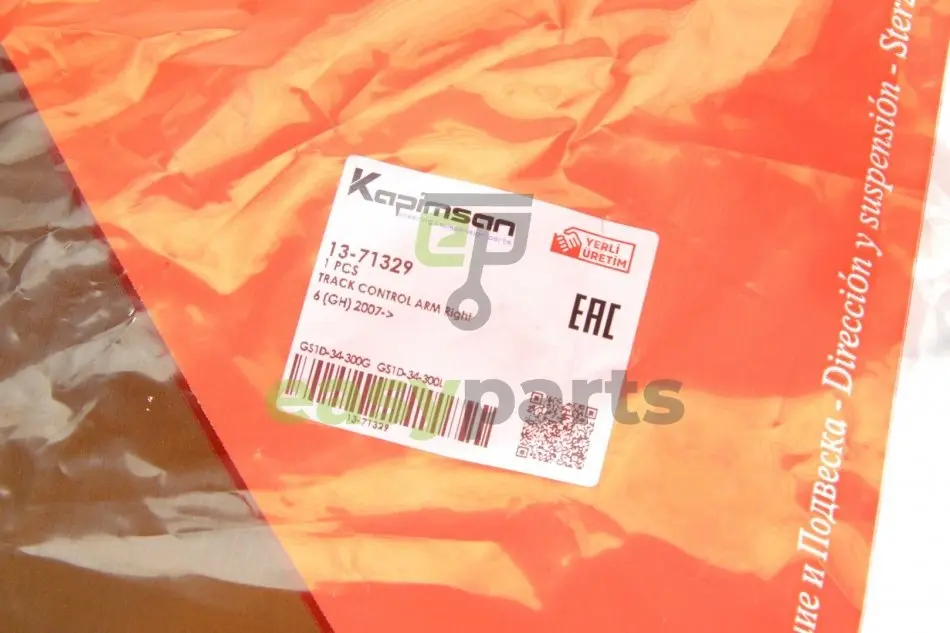 Kapimsan
YERLİ
ÜRETİM
13-71329
1 PCS
TRACK CONTROL ARM Right
6 (GH) 2007->
EAC
GS1D-34-300G GS1D-34-300L
13-71329
easyparts
ние и Подвеска - Dirección y suspensión - Sterz